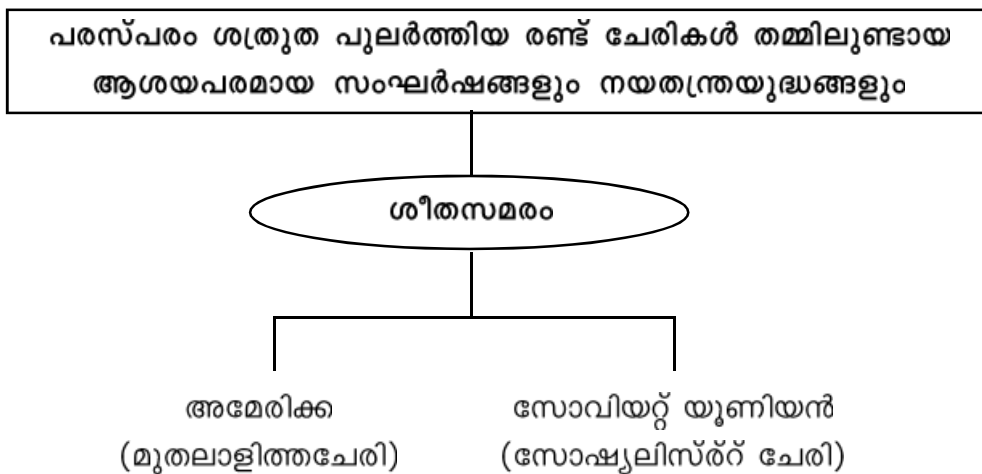 പരസ്പരം ശത്രുത പുലർത്തിയ രണ്ട് ചേരികൾ തമ്മിലുണ്ടായ
ആശയപരമായ സംഘർഷങ്ങളും നയതന്ത്രയുദ്ധങ്ങളും
ശീതസമരം
അമേരിക്ക
(മുതലാളിത്തചേരി)
സോവിയറ്റ് യൂണിയൻ
(സോഷ്യലിസ്ര്റ് ചേരി)